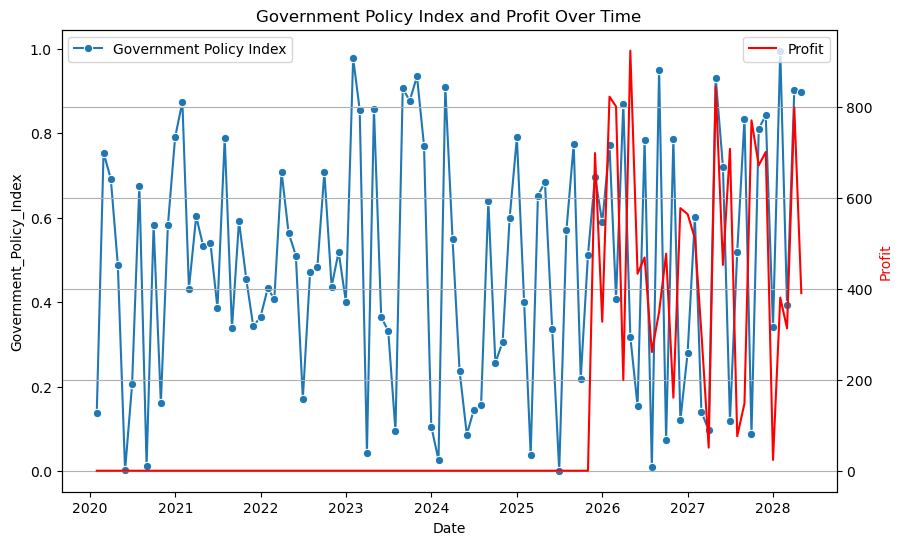 Government Policy Index and Profit Over Time
Government Policy Index
Profit
1.0
0.8
0.6
0.4
0.2
0.0
Government_Policy_Index
800
600
400
200
0
Profit
2020 2021 2022 2023 2024 2025 2026 2027 2028
Date